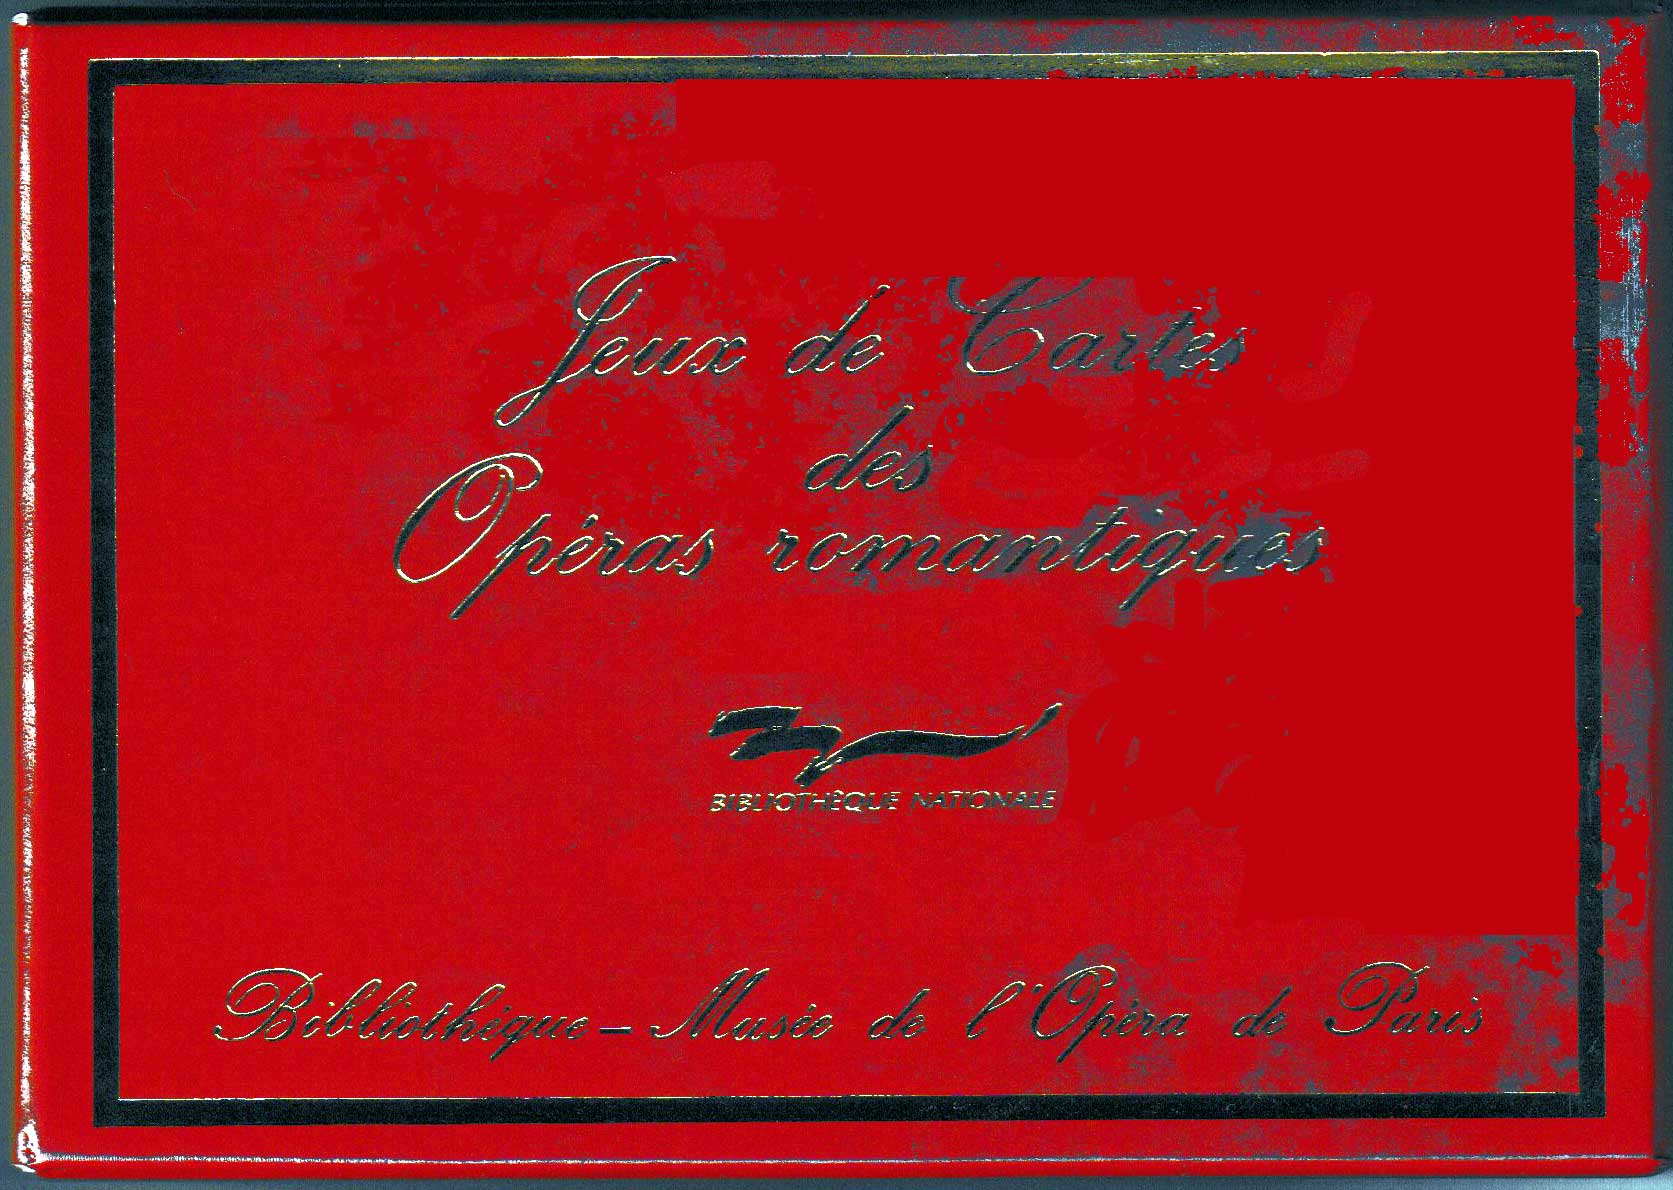 Jeux de Cartes
des
Opéras romantiques
BIBLIOTHÈQUE NATIONALE
Bibliothèque – Musée de l'Opéra de Paris